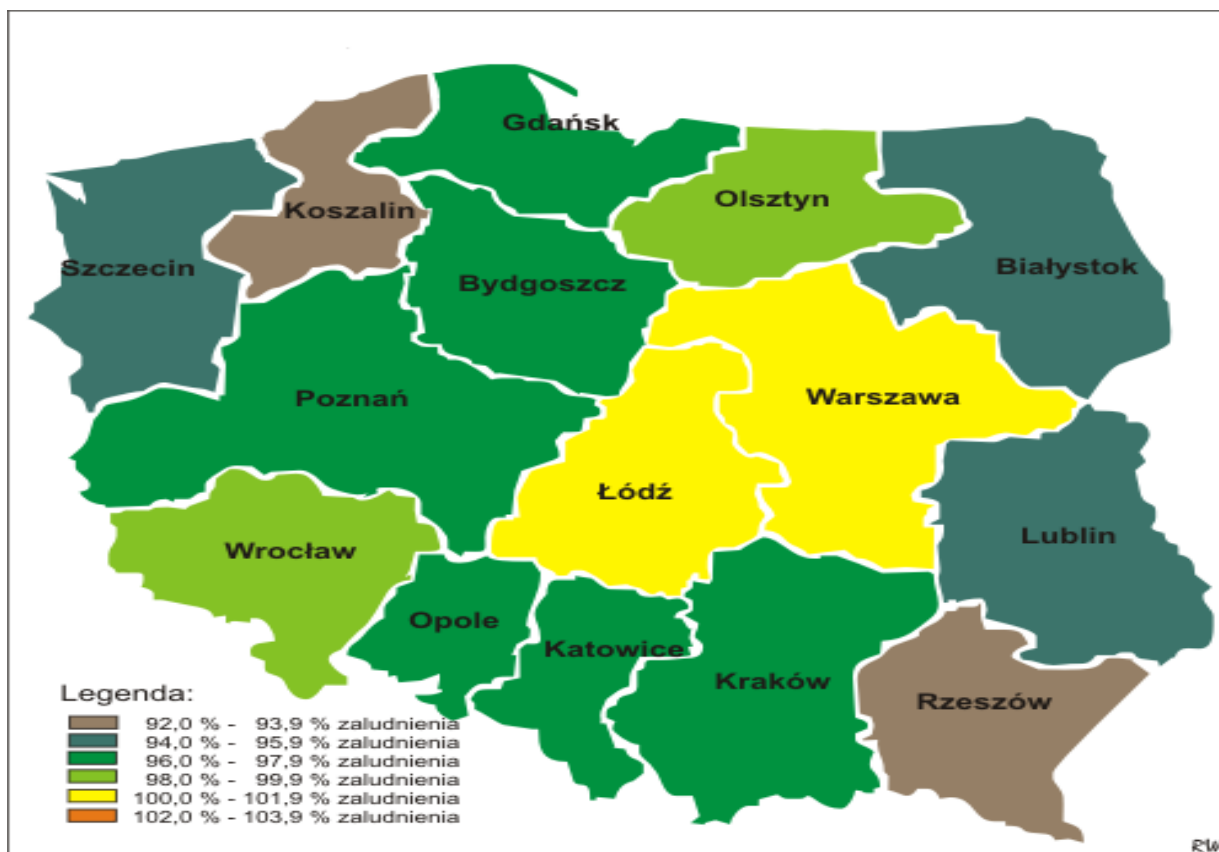 Gdańsk
Koszalin
Olsztyn
Szczecin
Białystok
Bydgoszcz
Poznań
Warszawa
Łódź
Wrocław
Lublin
Opole
Katowice
Kraków
Rzeszów
Legenda:
92,0 % - 93,9 % zaludnienia
94,0 % - 95,9 % zaludnienia
96,0 % - 97,9 % zaludnienia
98,0 % - 99,9 % zaludnienia
100,0 % - 101,9 % zaludnienia
102,0 % - 103,9 % zaludnienia
RW